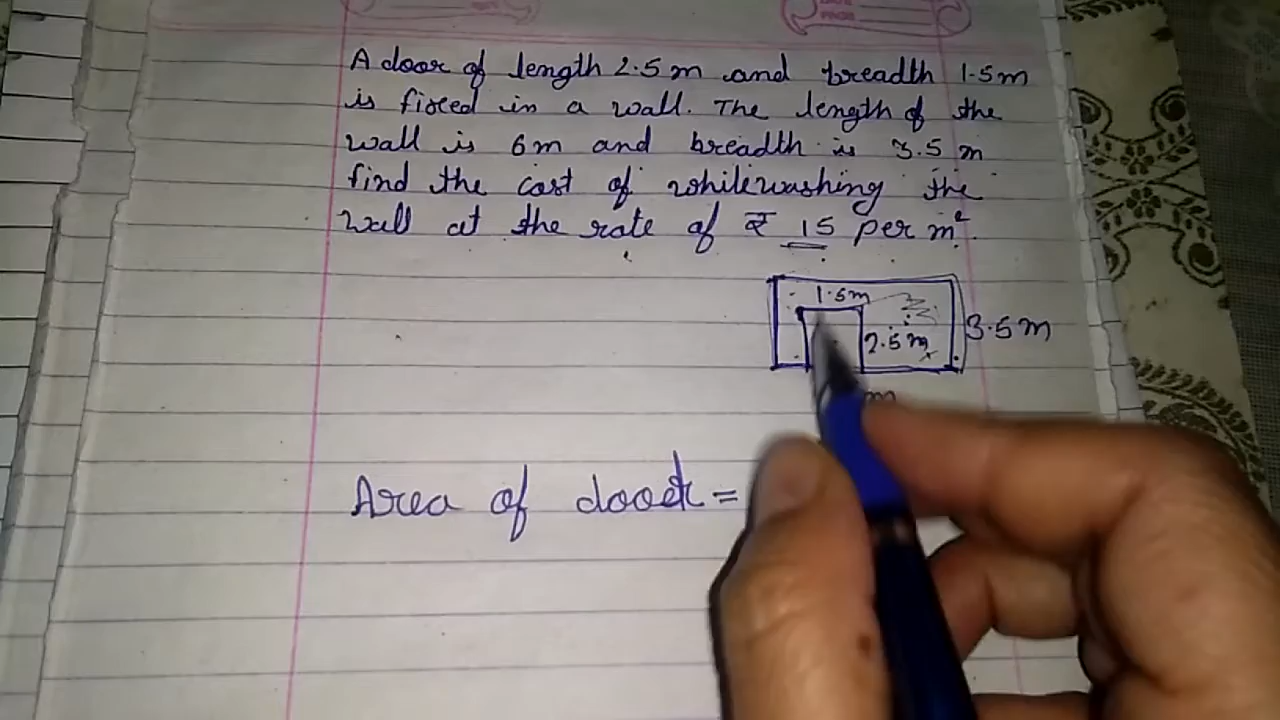 A door of length 2.5 m and breadth 1.5m
is fixed in a wall. The length of the
wall is 6m and breadth is 3.5 m
find the cost of whitewashing the
wall at the rate of ₹ 15 per m².
1.5m
2.5m
3.5m
m
Area of door =